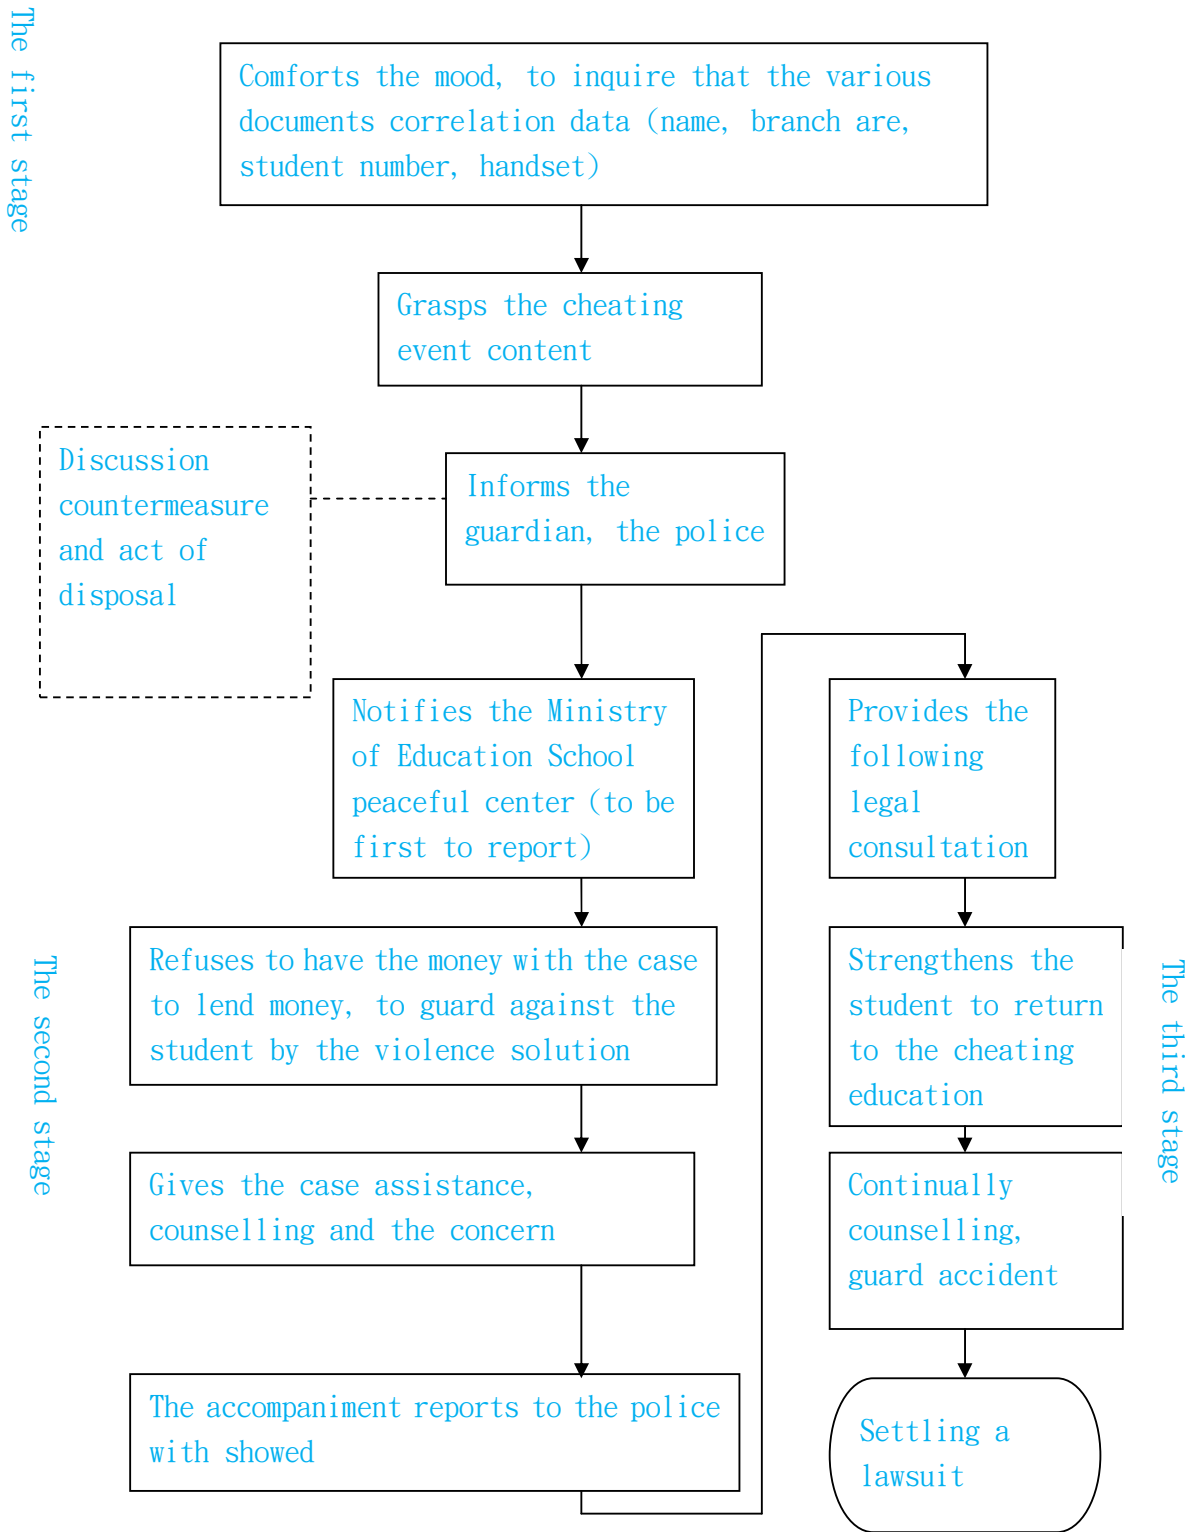 The first stage
Comforts the mood, to inquire that the various
documents correlation data (name, branch are,
student number, handset)
Grasps the cheating
event content
Discussion
countermeasure
and act of
disposal
Informs the
guardian, the police
Notifies the Ministry
of Education School
peaceful center (to be
first to report)
The second stage
Refuses to have the money with the case
to lend money, to guard against the
student by the violence solution
Gives the case assistance,
counselling and the concern
The accompaniment reports to the police
with showed
Provides the
following
legal
consultation
The third stage
Strengthens the
student to return
to the cheating
education
Continually
counselling,
guard accident
Settling a
lawsuit